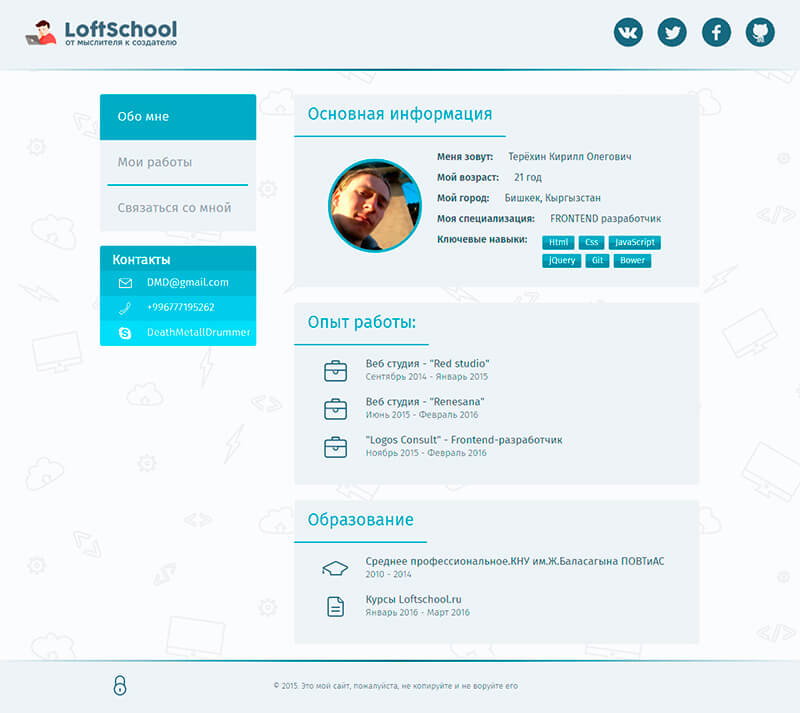 LoftSchool
от мыслителя к создателю
Обо мне
Мои работы
Связаться со мной
Контакты
DMD@gmail.com
+996777195262
DeathMetallDrummer
Основная информация
Меня зовут: Терёхин Кирилл Олегович
Мой возраст: 21 год
Мой город: Бишкек, Кыргызстан
Моя специализация: FRONTEND разработчик
Ключевые навыки: Html Css JavaScript
jQuery Git Bower
Опыт работы:
Веб студия - "Red studio"
Сентябрь 2014 - Январь 2015
Веб студия - "Renesana"
Июнь 2015 - Февраль 2016
"Logos Consult" - Frontend-разработчик
Ноябрь 2015 - Февраль 2016
Образование
Среднее профессиональное.КНУ им.Ж.Баласагына ПОВТиАС
2010 - 2014
Курсы Loftschool.ru
Январь 2016 - Март 2016
© 2015. Это мой сайт, пожалуйста, не копируйте и не воруйте его